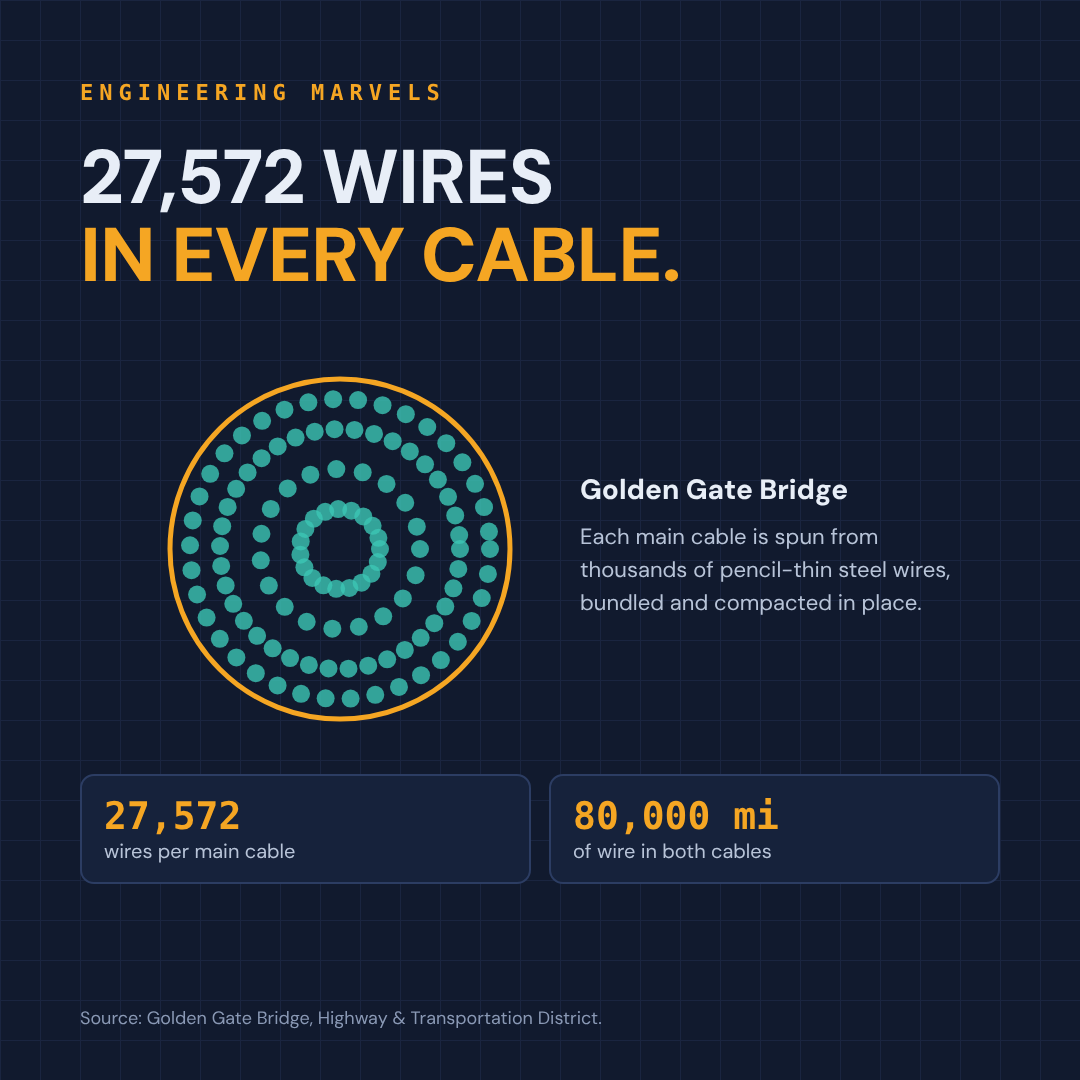 ENGINEERING MARVELS
27,572 WIRES
IN EVERY CABLE.
Golden Gate Bridge
Each main cable is spun from
thousands of pencil-thin steel wires,
bundled and compacted in place.
27,572
wires per main cable
80,000 mi
of wire in both cables
Source: Golden Gate Bridge, Highway & Transportation District.